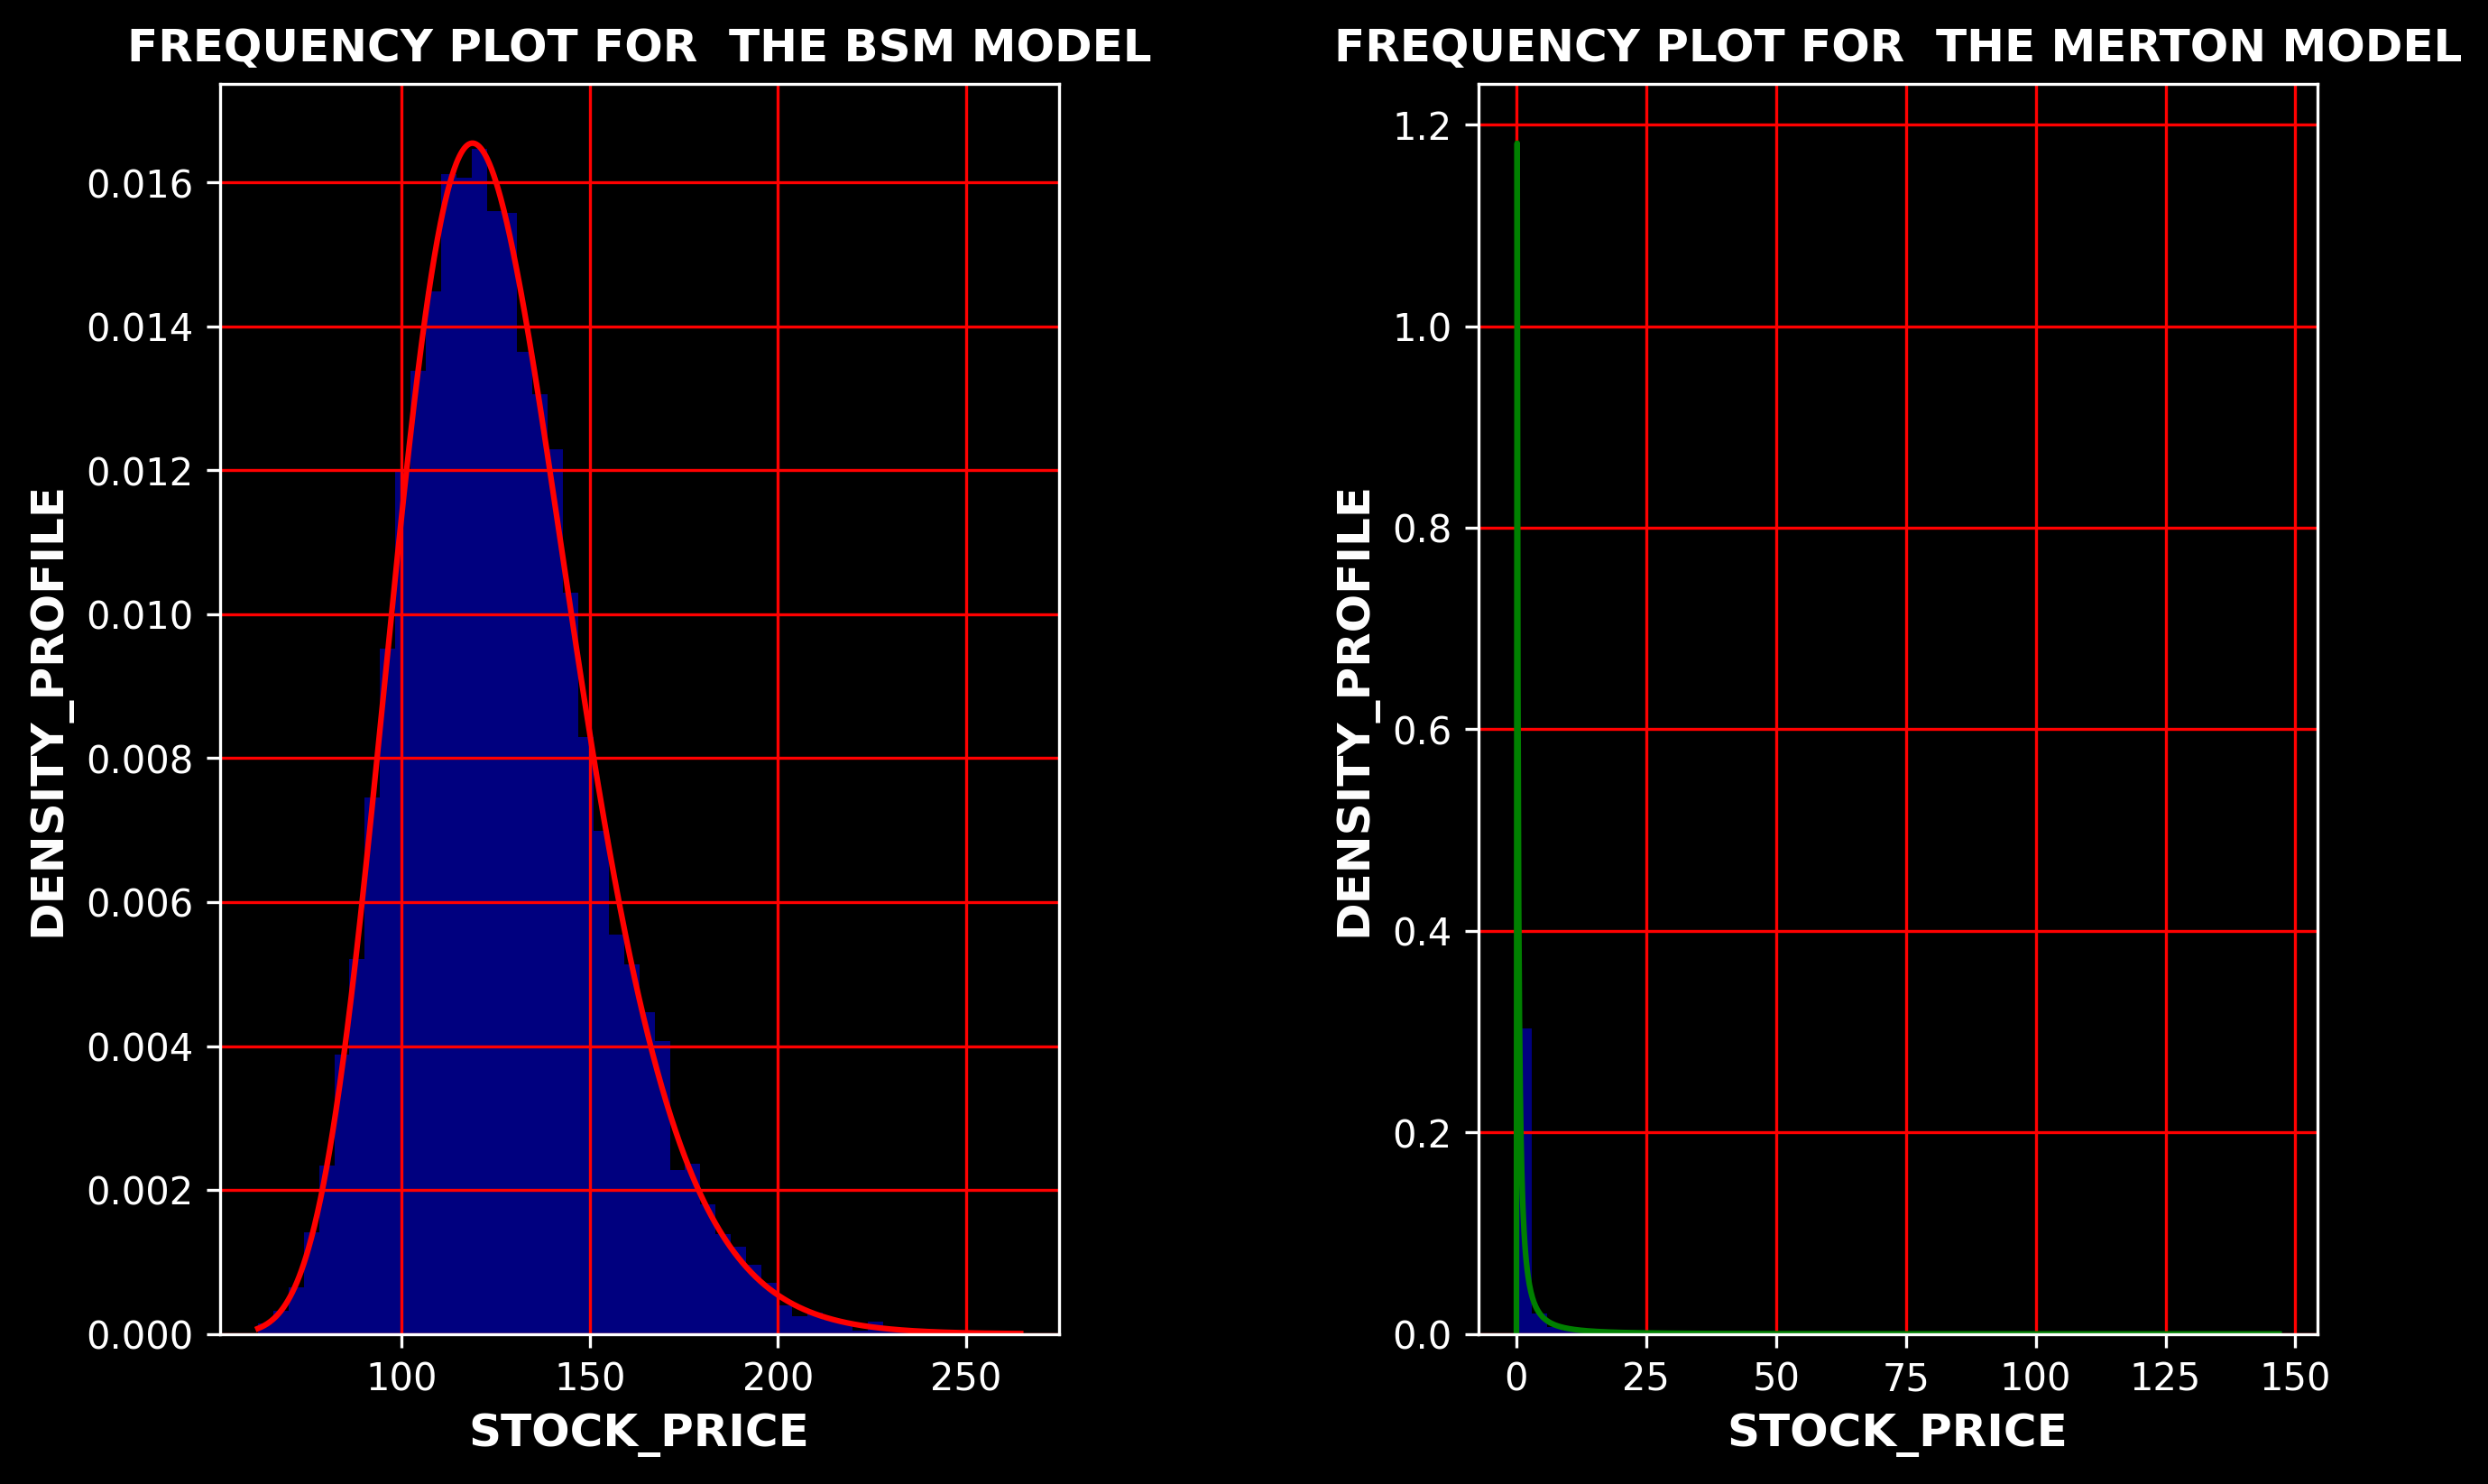 FREQUENCY PLOT FOR  THE BSM MODEL
DENSITY_PROFILE
0.016
0.014
0.012
0.010
0.008
0.006
0.004
0.002
0.000
100 150 200 250
STOCK_PRICE
FREQUENCY PLOT FOR  THE MERTON MODEL
DENSITY_PROFILE
1.2
1.0
0.8
0.6
0.4
0.2
0.0
0 25 50 75 100 125 150
STOCK_PRICE